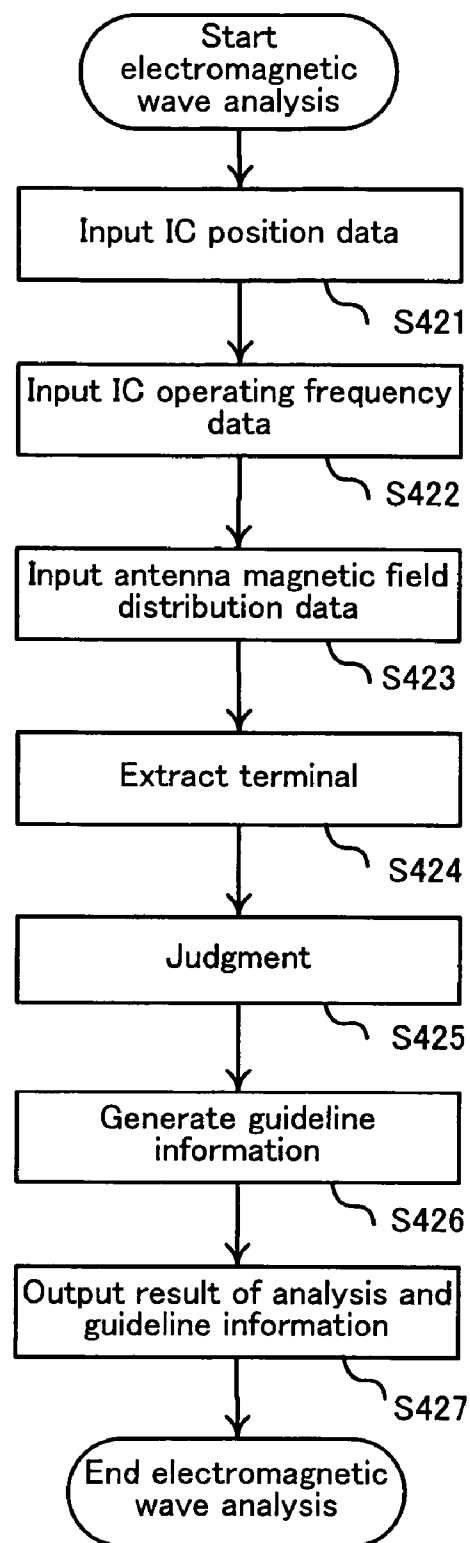 Start
electromagnetic
wave analysis
Input IC position data
S421
Input IC operating frequency
data
S422
Input antenna magnetic field
distribution data
S423
Extract terminal
S424
Judgment
S425
Generate guideline
information
S426
Output result of analysis and
guideline information
S427
End electromagnetic
wave analysis